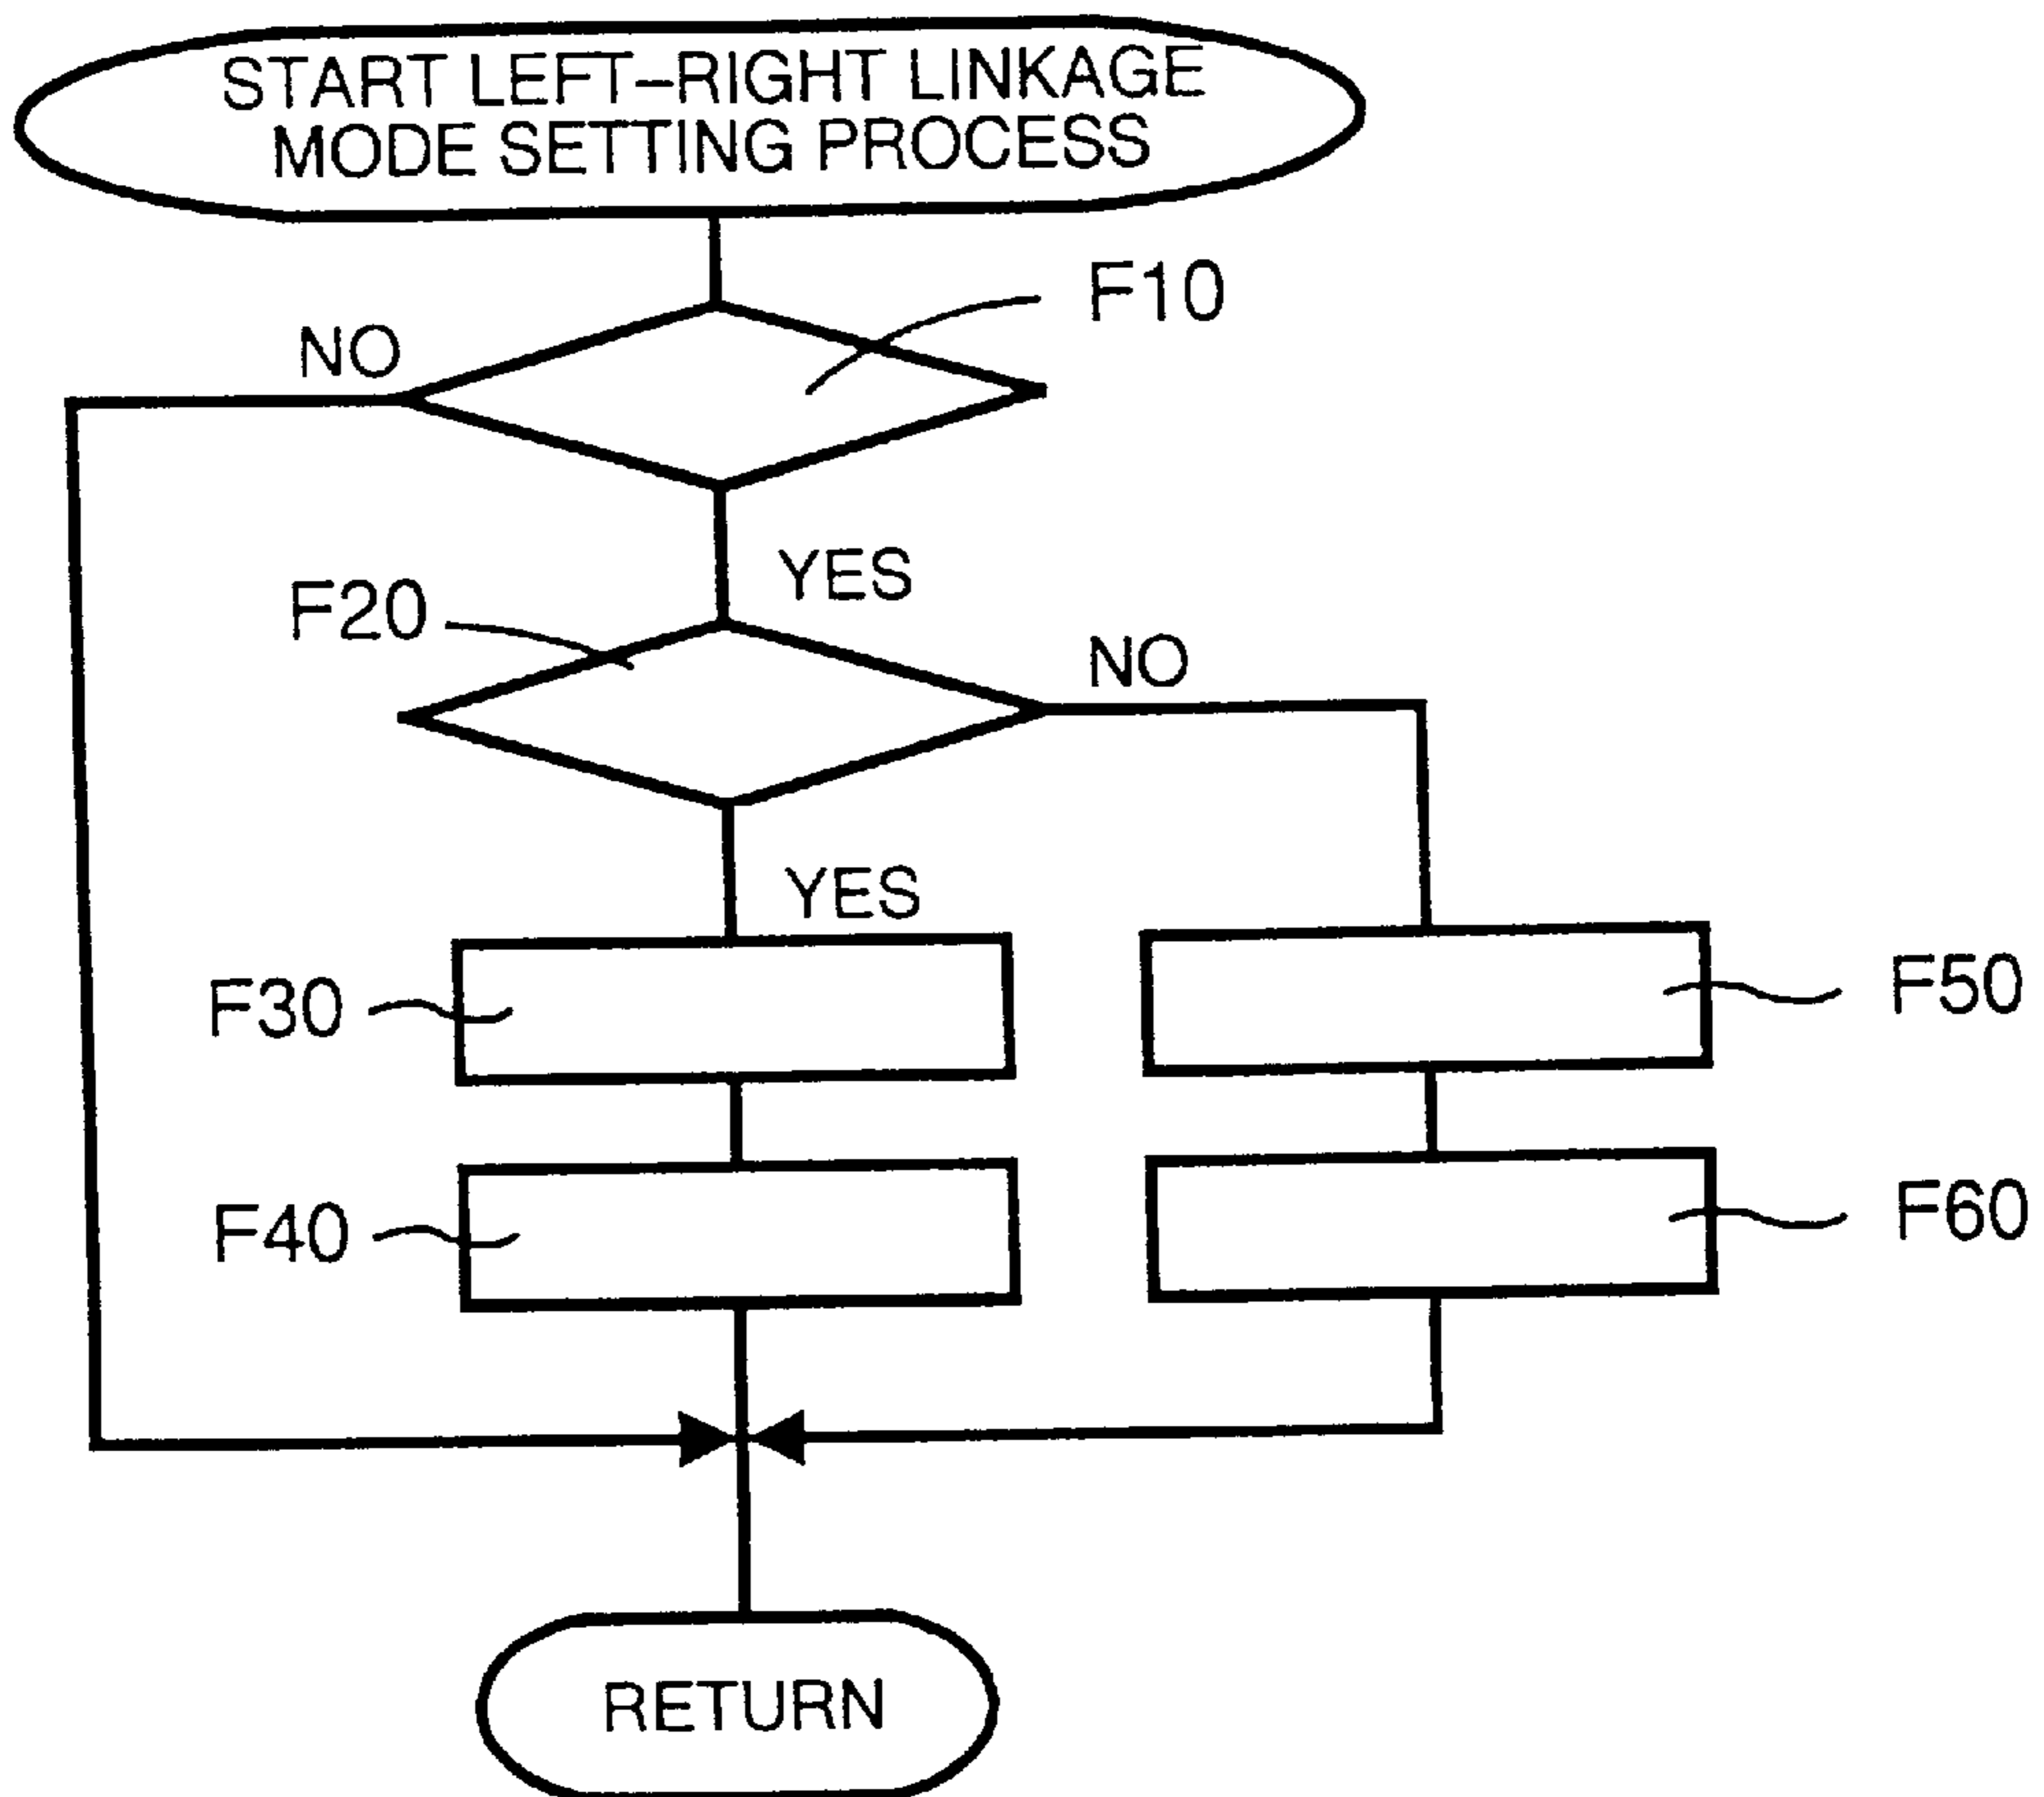 START LEFT-RIGHT LINKAGE
MODE SETTING PROCESS
F10
NO
YES
F20
NO
YES
F30
F50
F40
F60
RETURN